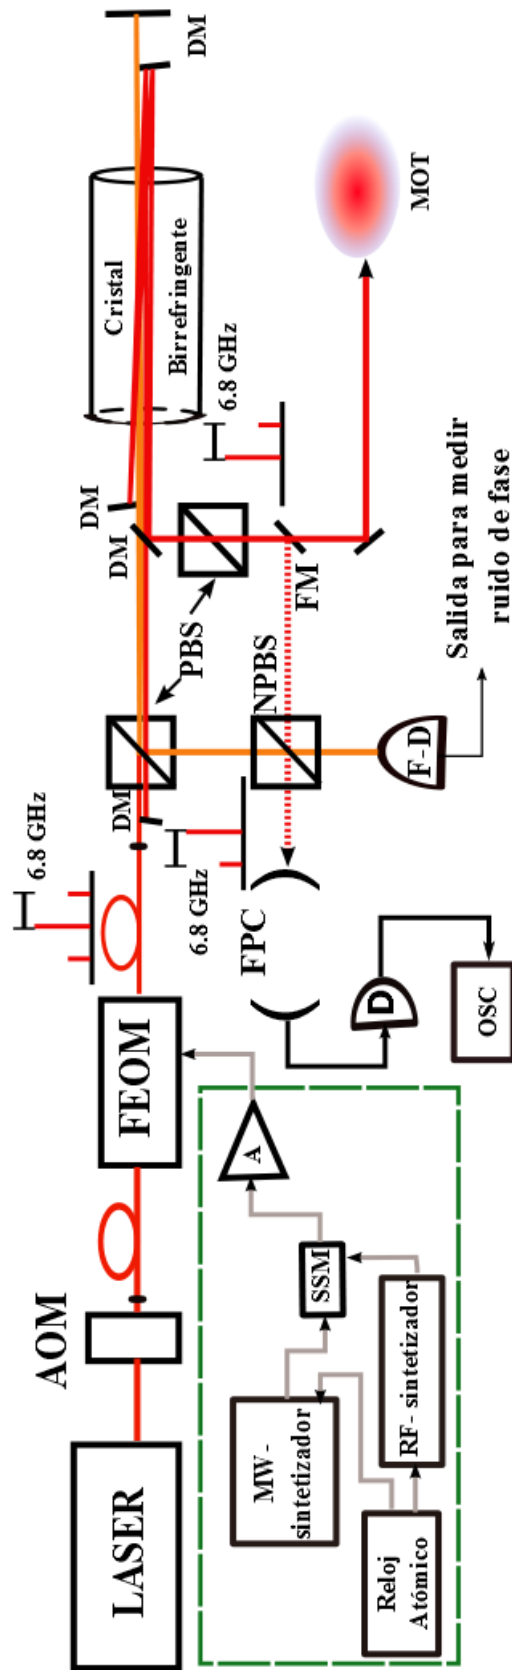 LASER
AOM
FEOM
6.8 GHz
DM
PBS
DM
DM
Cristal
Birrefringente
DM
6.8 GHz
6.8 GHz
FPC
NPBS
FM
MOT
F-D
Salida para medir
ruido de fase
D
OSC
A
SSM
MW-
sintetizador
RF- sintetizador
Reloj
Atómico